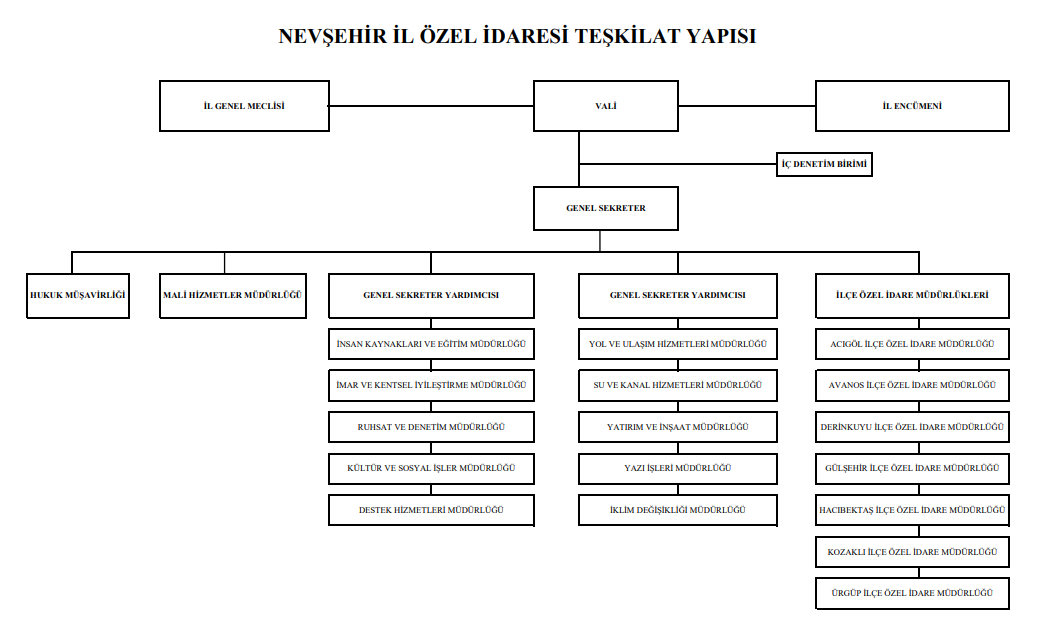 NEVŞEHİR İL ÖZEL İDARESİ TEŞKİLAT YAPISI
İL GENEL MECLİSİ
VALİ
İL ENCÜMENİ
İÇ DENETİM BİRİMİ
GENEL SEKRETER
HUKUK MÜŞAVİRLİĞİ
MALİ HİZMETLER MÜDÜRLÜĞÜ
GENEL SEKRETER YARDIMCISI
İNSAN KAYNAKLARI VE EĞİTİM MÜDÜRLÜĞÜ
İMAR VE KENTSEL İYİLEŞTİRME MÜDÜRLÜĞÜ
RUHSAT VE DENETİM MÜDÜRLÜĞÜ
KÜLTÜR VE SOSYAL İŞLER MÜDÜRLÜĞÜ
DESTEK HİZMETLERİ MÜDÜRLÜĞÜ
GENEL SEKRETER YARDIMCISI
YOL VE ULAŞIM HİZMETLERİ MÜDÜRLÜĞÜ
SU VE KANAL HİZMETLERİ MÜDÜRLÜĞÜ
YATIRIM VE İNŞAAT MÜDÜRLÜĞÜ
YAZI İŞLERİ MÜDÜRLÜĞÜ
İKLİM DEĞİŞİKLİĞİ MÜDÜRLÜĞÜ
İLÇE ÖZEL İDARE MÜDÜRLÜKLERİ
ACIGÖL İLÇE ÖZEL İDARE MÜDÜRLÜĞÜ
AVANOS İLÇE ÖZEL İDARE MÜDÜRLÜĞÜ
DERİNKUYU İLÇE ÖZEL İDARE MÜDÜRLÜĞÜ
GÜLŞEHİR İLÇE ÖZEL İDARE MÜDÜRLÜĞÜ
HACIBEKTAŞ İLÇE ÖZEL İDARE MÜDÜRLÜĞÜ
KOZAKLI İLÇE ÖZEL İDARE MÜDÜRLÜĞÜ
ÜRGÜP İLÇE ÖZEL İDARE MÜDÜRLÜĞÜ